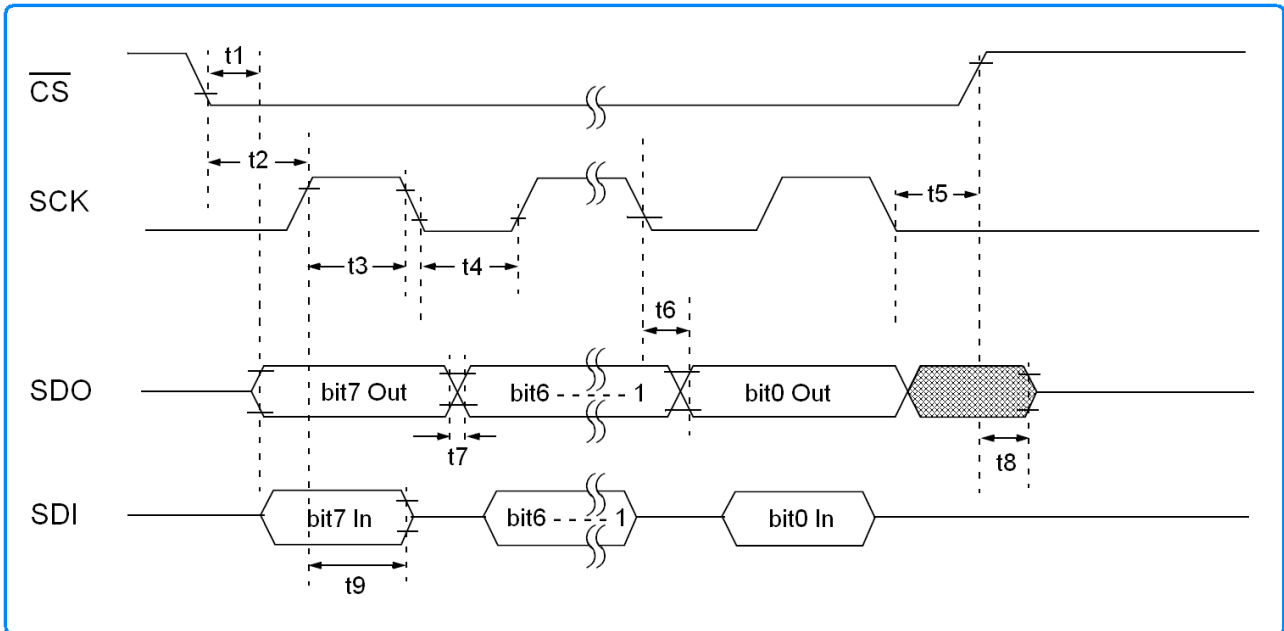 t1
CS
t2
SCK
t5
t3
t4
t6
SDO
bit7 Out
bit6 - - - - - 1
bit0 Out
t7
t8
SDI
bit7 In
bit6 - - - - 1
bit0 In
t9